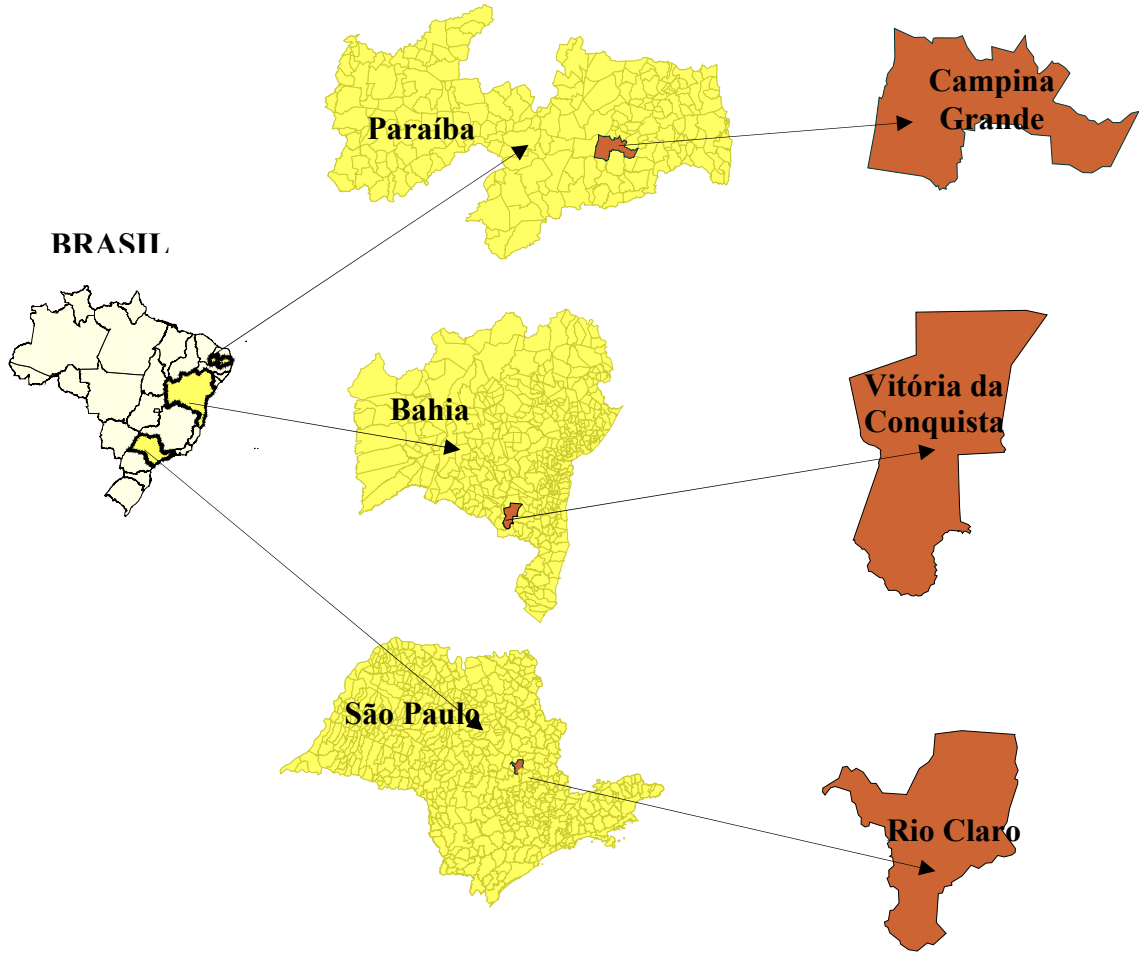 Campina
Grande
Paraíba
BRASIL
Vitória da
Conquista
Bahia
São Paulo
Rio Claro